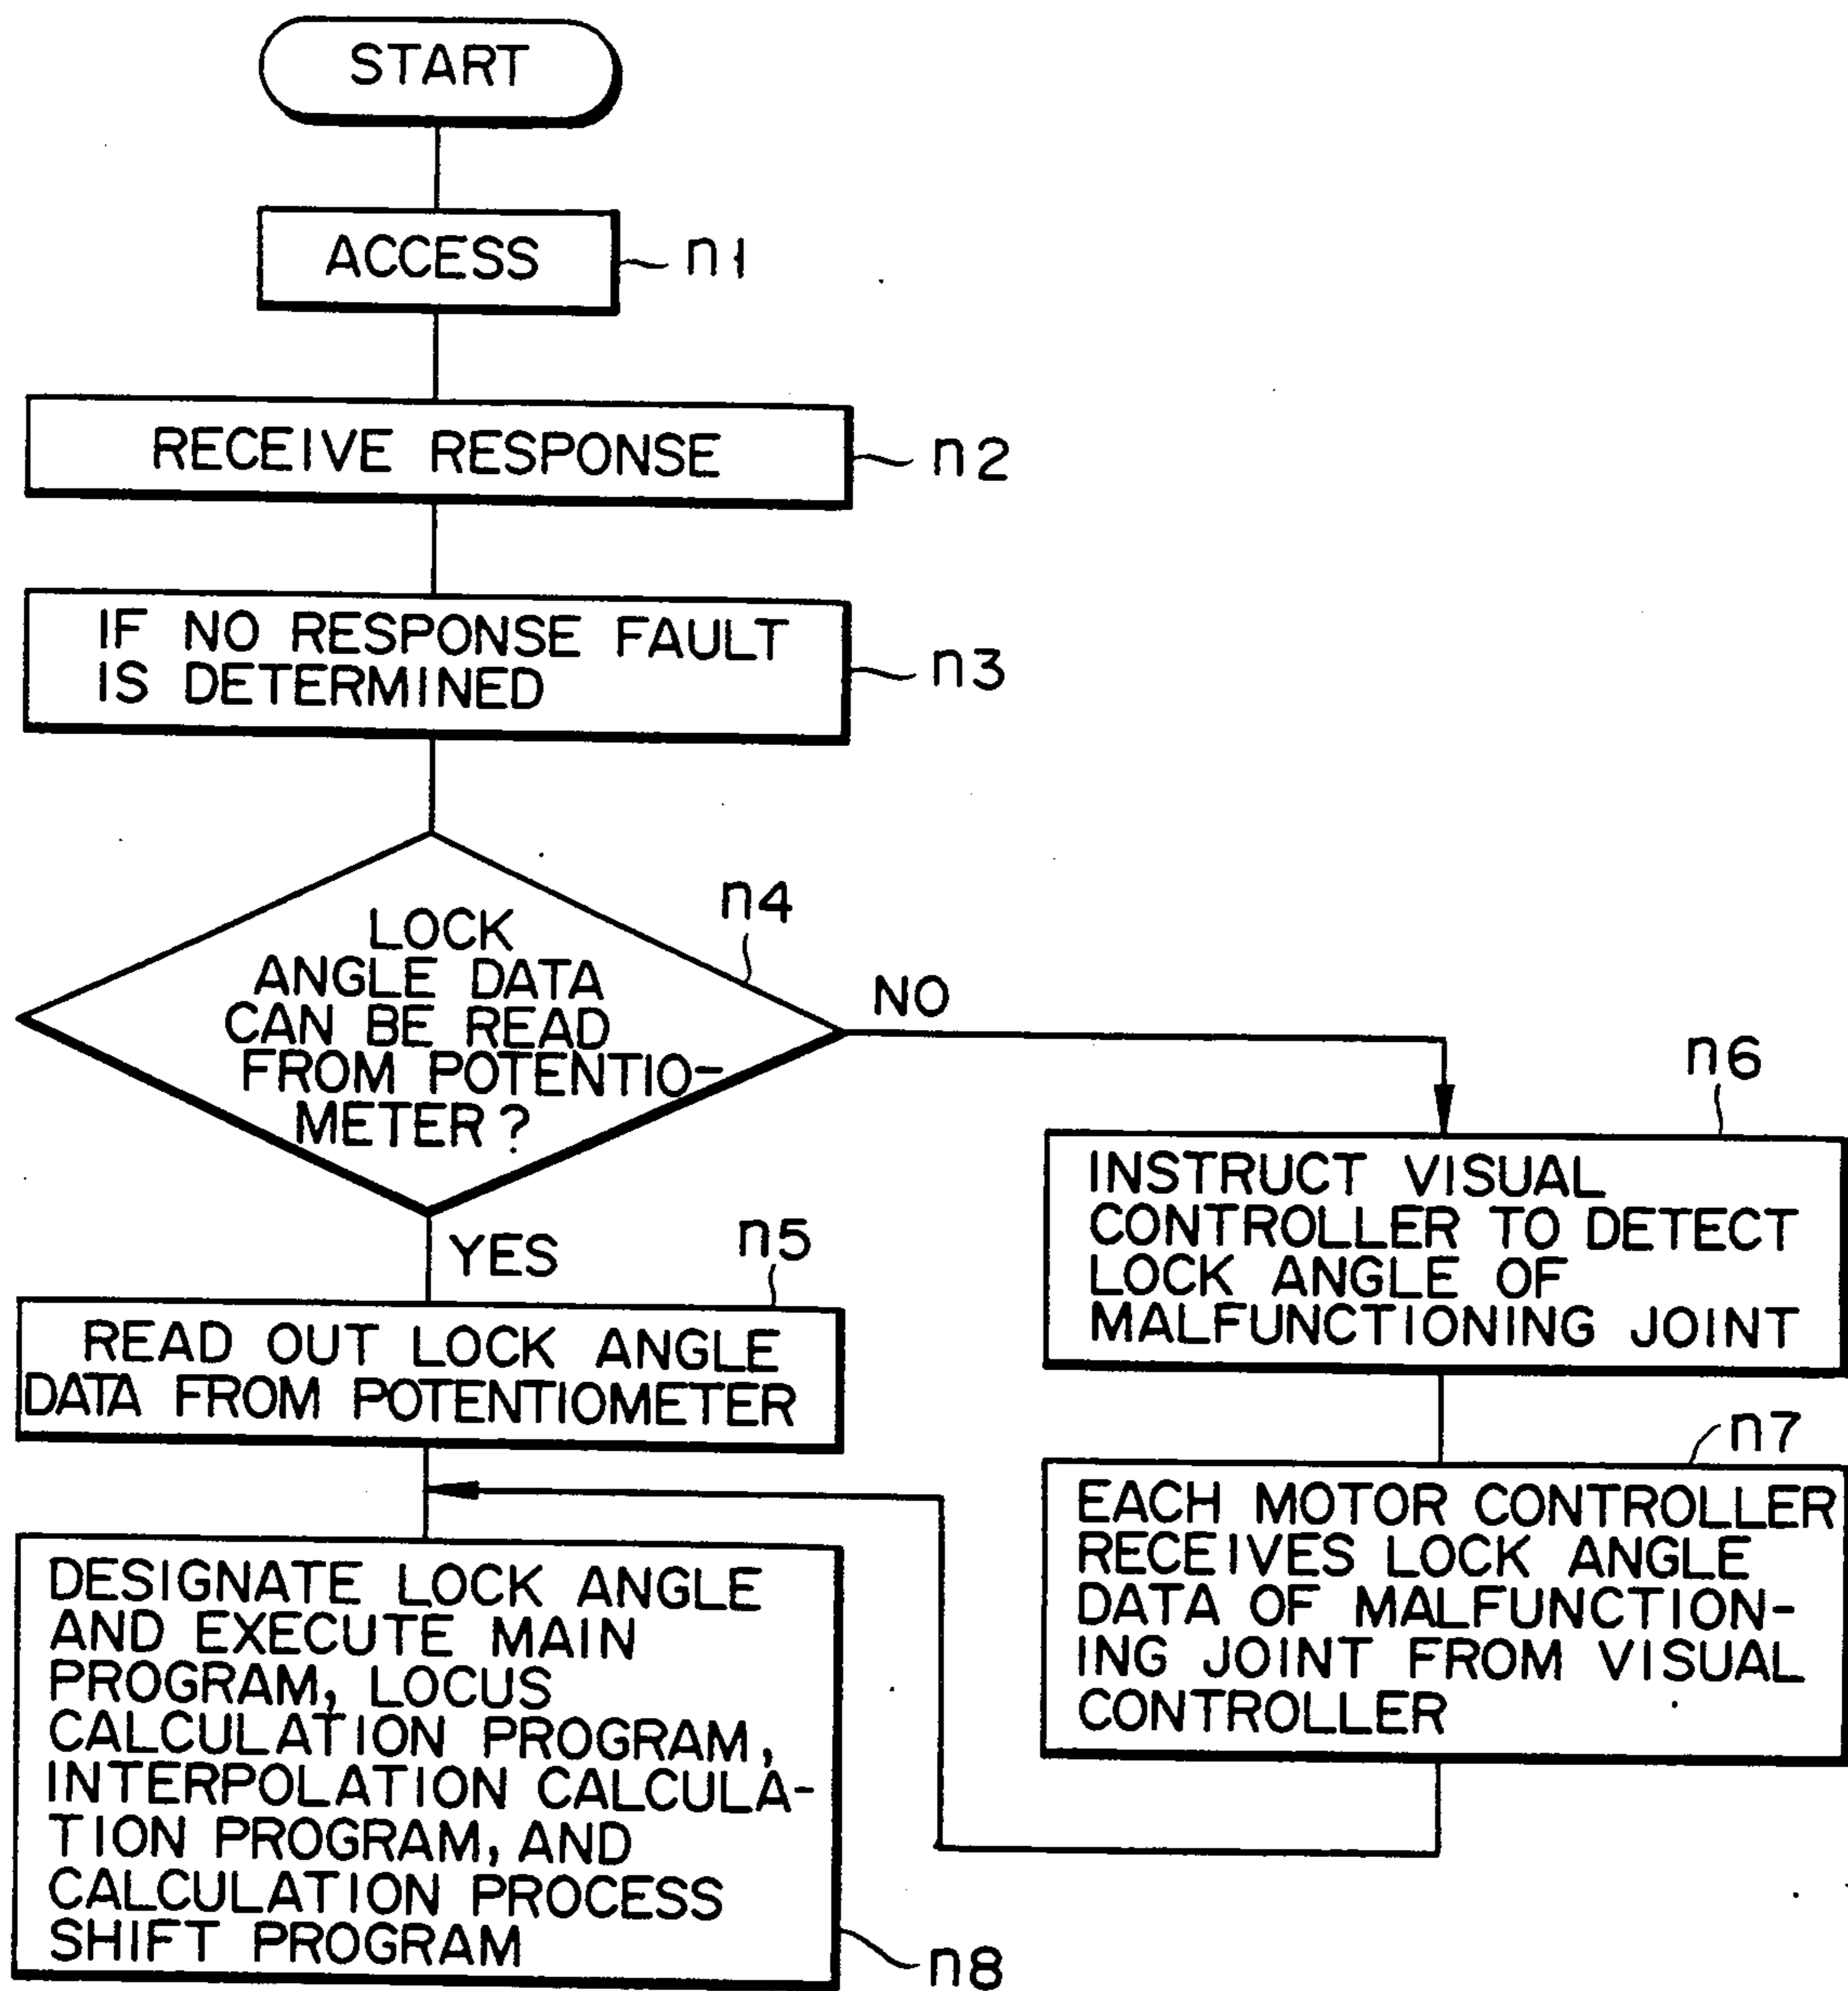 START
ACCESS
n1
RECEIVE RESPONSE
n2
IF NO RESPONSE FAULT
IS DETERMINED
n3
n4
LOCK
ANGLE DATA
CAN BE READ
FROM POTENTIO-
METER?
NO
YES
n5
READ OUT LOCK ANGLE
DATA FROM POTENTIOMETER
n6
INSTRUCT VISUAL
CONTROLLER TO DETECT
LOCK ANGLE OF
MALFUNCTIONING JOINT
n7
EACH MOTOR CONTROLLER
RECEIVES LOCK ANGLE
DATA OF MALFUNCTION-
ING JOINT FROM VISUAL
CONTROLLER
DESIGNATE LOCK ANGLE
AND EXECUTE MAIN
PROGRAM, LOCUS
CALCULATION PROGRAM,
INTERPOLATION CALCULA-
TION PROGRAM, AND
CALCULATION PROCESS
SHIFT PROGRAM
n8